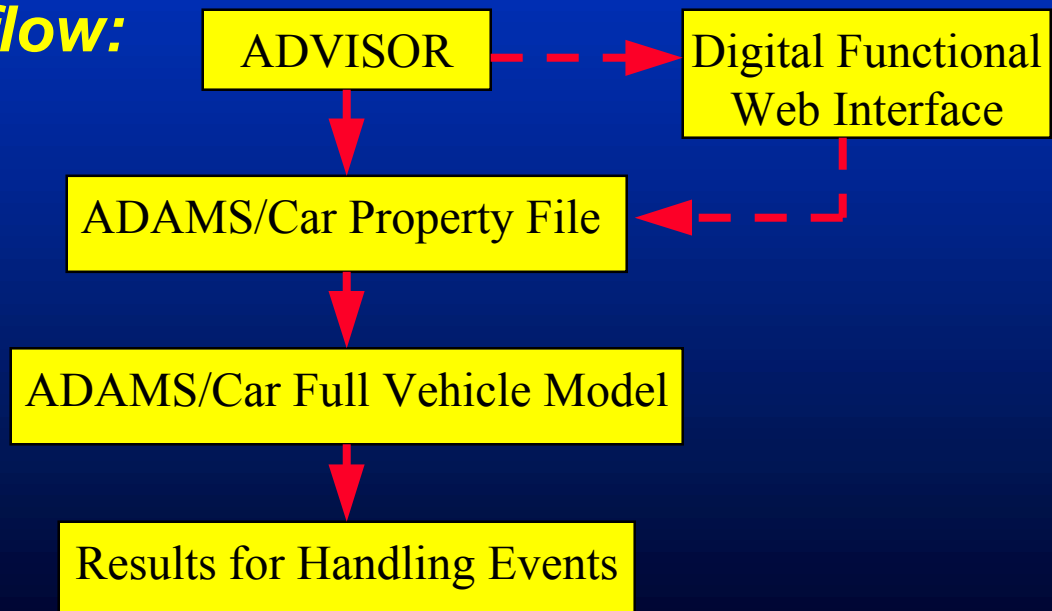 flow:
ADVISOR
Digital Functional
Web Interface
ADAMS/Car Property File
ADAMS/Car Full Vehicle Model
Results for Handling Events